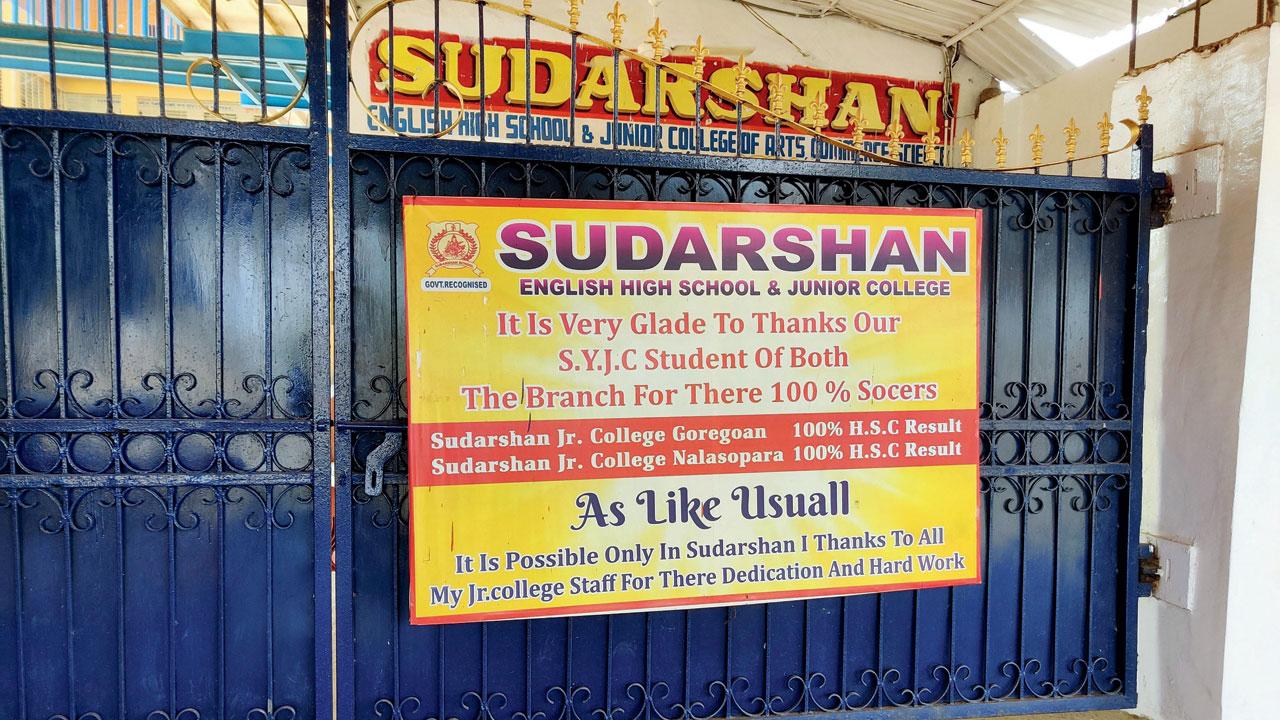 SUDARSHAN
ENGLISH HIGH SCHOOL & JUNIOR COLLEGE OF ARTS COMMERCE SCIENCE
GOVT.RECOGNISED
SUDARSHAN
ENGLISH HIGH SCHOOL & JUNIOR COLLEGE
It Is Very Glade To Thanks Our
S.Y.J.C Student Of Both
The Branch For There 100 % Socers
Sudarshan Jr. College Goregoan 100% H.S.C Result
Sudarshan Jr. College Nalasopara 100% H.S.C Result
As Like Usuall
It Is Possible Only In Sudarshan I Thanks To All
My Jr.college Staff For There Dedication And Hard Work